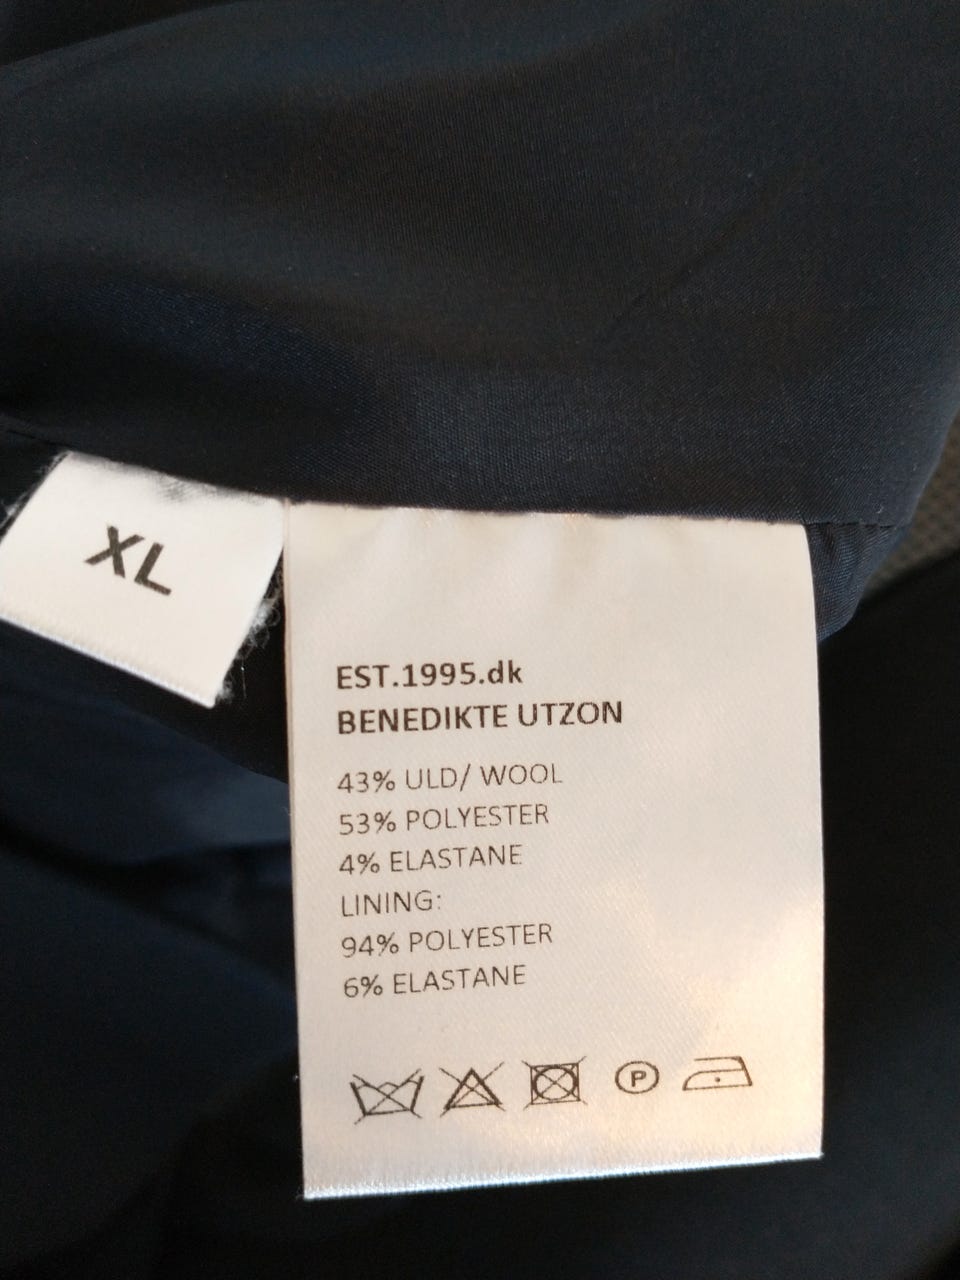 XL
EST.1995.dk
BENEDIKTE UTZON
43% ULD/ WOOL
53% POLYESTER
4% ELASTANE
LINING:
94% POLYESTER
6% ELASTANE
P